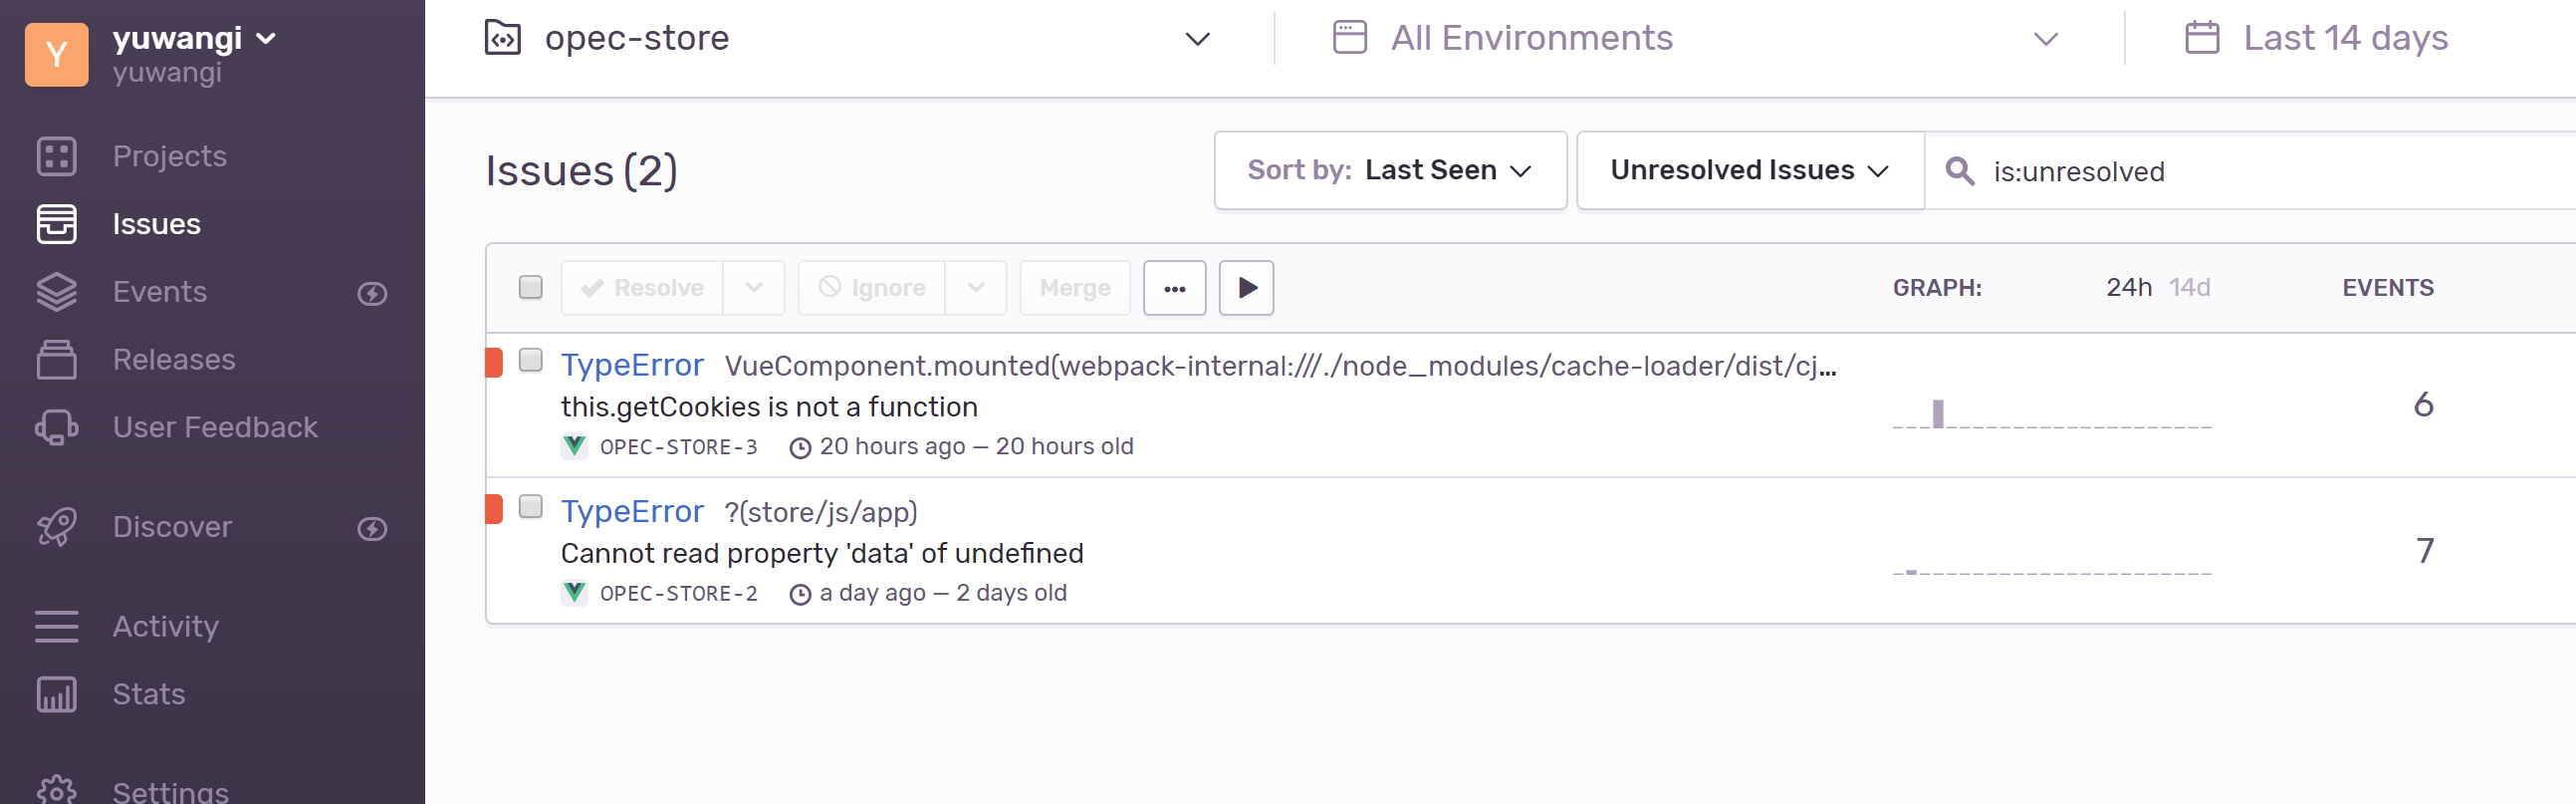 Y
yuwangi
yuwangi
Projects
Issues
Events
Releases
User Feedback
Discover
Activity
Stats
Settings
opec-store
All Environments
Last 14 days
Issues (2)
Sort by: Last Seen
Unresolved Issues
is:unresolved
Resolve
Ignore
Merge
GRAPH: 24h 14d
EVENTS
TypeError VueComponent.mounted(webpack-internal:///./node_modules/cache-loader/dist/cj...
this.getCookies is not a function
OPEC-STORE-3 20 hours ago — 20 hours old
6
TypeError ?(store/js/app)
Cannot read property 'data' of undefined
OPEC-STORE-2 a day ago — 2 days old
7